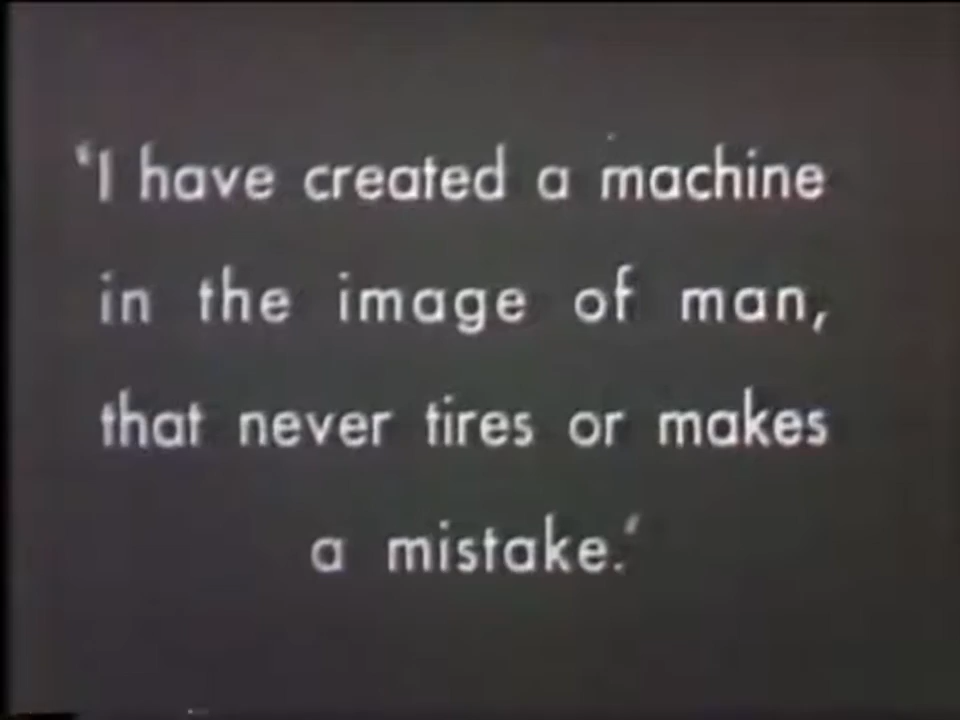 'I have created a machine
in the image of man,
that never tires or makes
a mistake.'